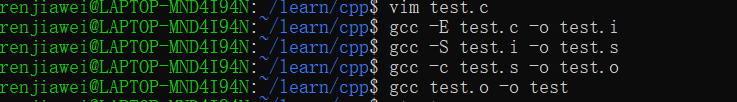 renjiawei@LAPTOP-MND4I94N:~/learn/cpp$ vim test.c
renjiawei@LAPTOP-MND4I94N:~/learn/cpp$ gcc -E test.c -o test.i
renjiawei@LAPTOP-MND4I94N:~/learn/cpp$ gcc -S test.i -o test.s
renjiawei@LAPTOP-MND4I94N:~/learn/cpp$ gcc -c test.s -o test.o
renjiawei@LAPTOP-MND4I94N:~/learn/cpp$ gcc test.o -o test